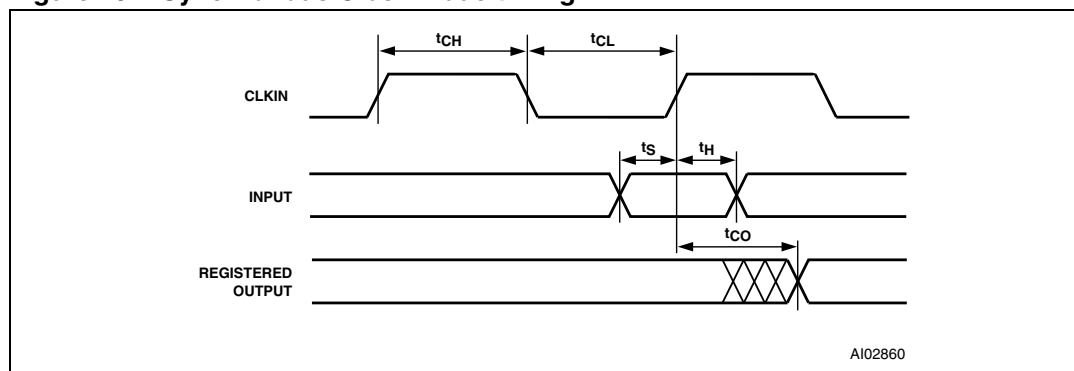 tCH
tCL
CLKIN
tS
tH
INPUT
tCO
REGISTERED
OUTPUT
AI02860